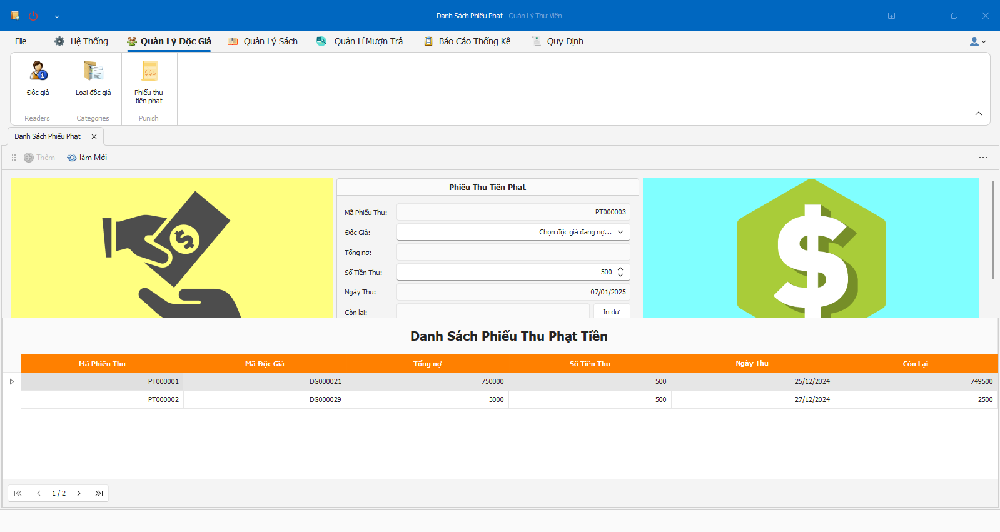 Danh Sách Phiếu Phạt - Quản Lý Thư Viện
File Hệ Thống Quản Lý Độc Giả Quản Lý Sách Quản Lí Mượn Trả Báo Cáo Thống Kê Quy Định
Độc giả Loại độc giả Phiếu thu
tiền phạt
Readers Categories Punish
Danh Sách Phiếu Phạt
Thêm làm Mới
Phiếu Thu Tiền Phạt
Mã Phiếu Thu: PT000003
Độc Giả: Chọn độc giả đang nợ...
Tổng nợ:
Số Tiền Thu: 500
Ngày Thu: 07/01/2025
Còn lại: In dư
Danh Sách Phiếu Thu Phạt Tiền
Mã Phiếu Thu Mã Độc Giả Tổng nợ Số Tiền Thu Ngày Thu Còn Lại
PT000001 DG000021 750000 500 25/12/2024 749500
PT000002 DG000029 3000 500 27/12/2024 2500
1 / 2